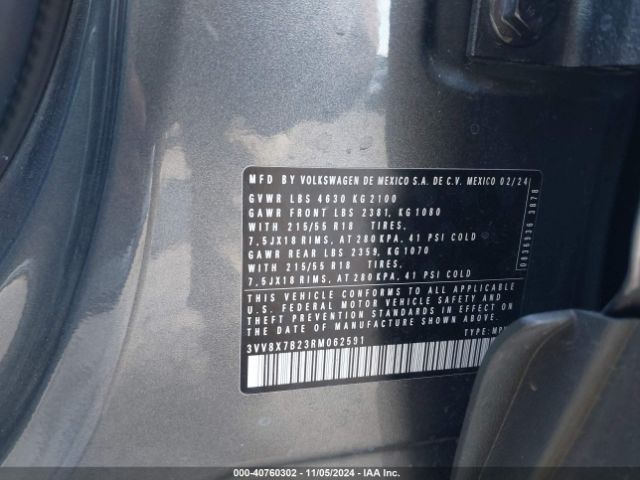 MFD BY VOLKSWAGEN DE MEXICO S.A. DE C.V. MEXICO 02/24
GVWR LBS 4630 KG 2100
GAWR FRONT LBS 2381, KG 1080
WITH 215/55 R18 TIRES,
7.5JX18 RIMS, AT 280 KPA, 41 PSI COLD
GAWR REAR LBS 2359, KG 1070
WITH 215/55 R18 TIRES,
7.5JX18 RIMS, AT 280 KPA, 41 PSI COLD
THIS VEHICLE CONFORMS TO ALL APPLICABLE
U.S. FEDERAL MOTOR VEHICLE SAFETY AND
THEFT PREVENTION STANDARDS IN EFFECT ON
THE DATE OF MANUFACTURE SHOWN ABOVE
3VV8X7B23RM062591 TYPE:
000-40760302 - 11/05/2024 - IAA Inc.